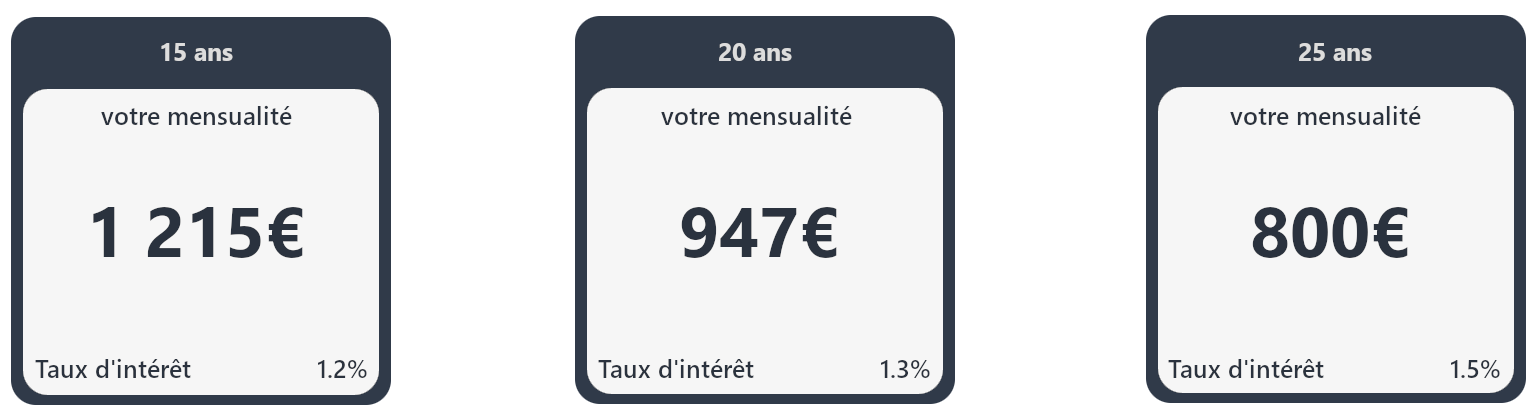 15 ans
votre mensualité
1 215€
Taux d'intérêt 1.2%
20 ans
votre mensualité
947€
Taux d'intérêt 1.3%
25 ans
votre mensualité
800€
Taux d'intérêt 1.5%